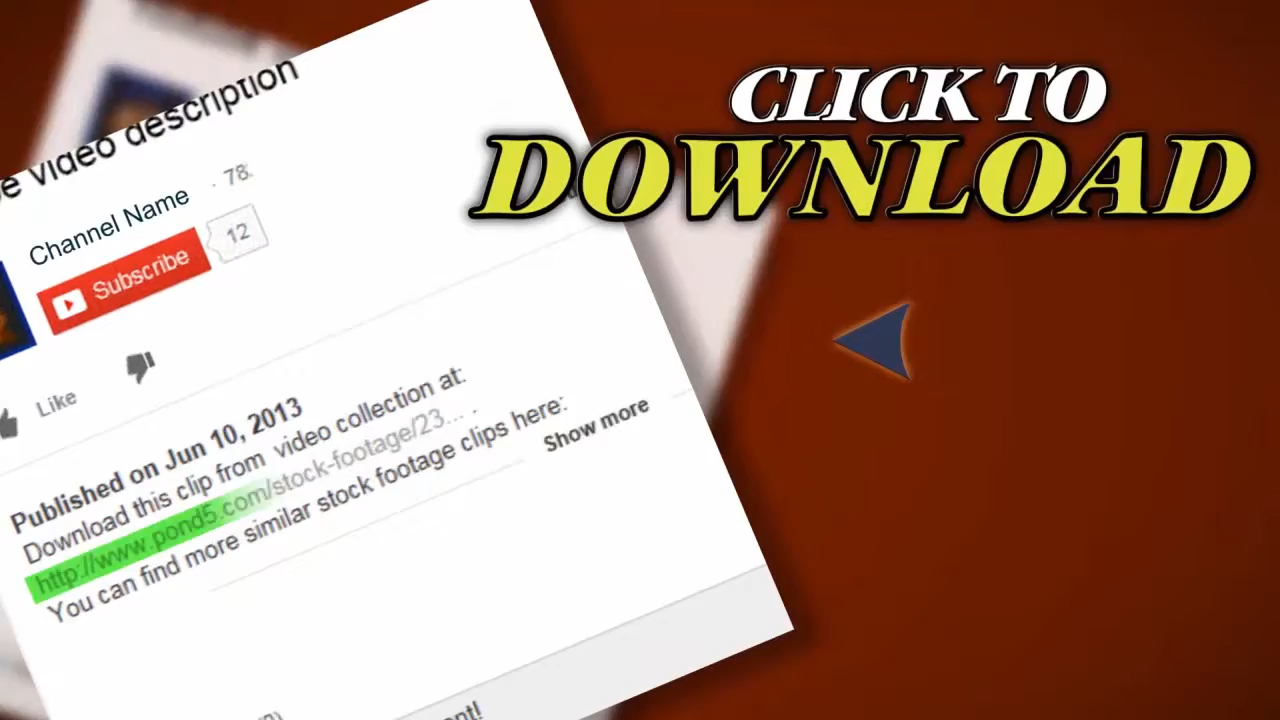 CLICK TO
DOWNLOAD
video description
Channel Name
78
Subscribe
12
Like
Published on Jun 10, 2013
Download this clip from video collection at:
http://www.pond5.com/stock-footage/23... .
You can find more similar stock footage clips here:
Show more